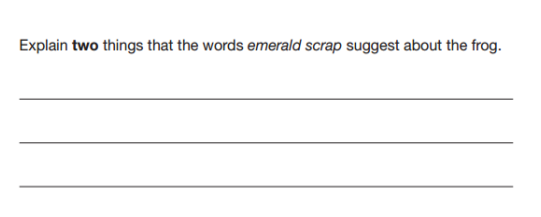 Explain two things that the words emerald scrap suggest about the frog.